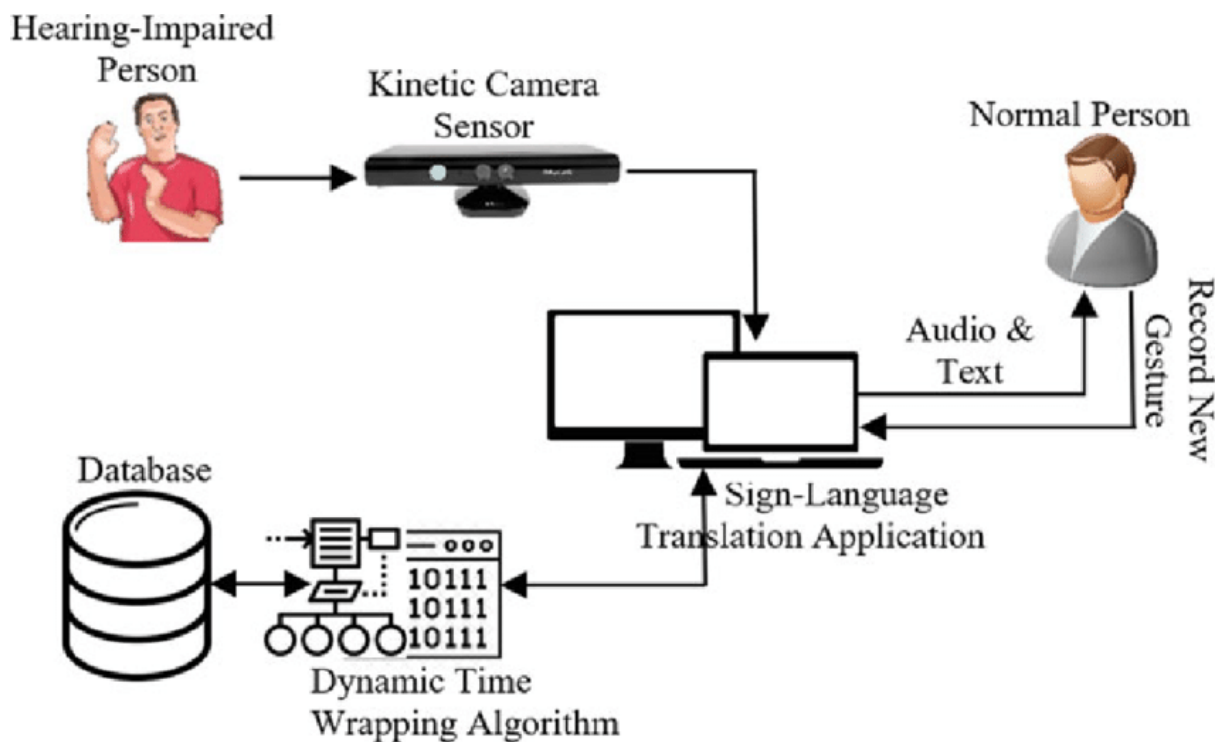 Hearing-Impaired
Person
Kinetic Camera
Sensor
Normal Person
Audio &
Text
Record New
Gesture
Sign-Language
Translation Application
Database
10111
10111
10111
Dynamic Time
Wrapping Algorithm